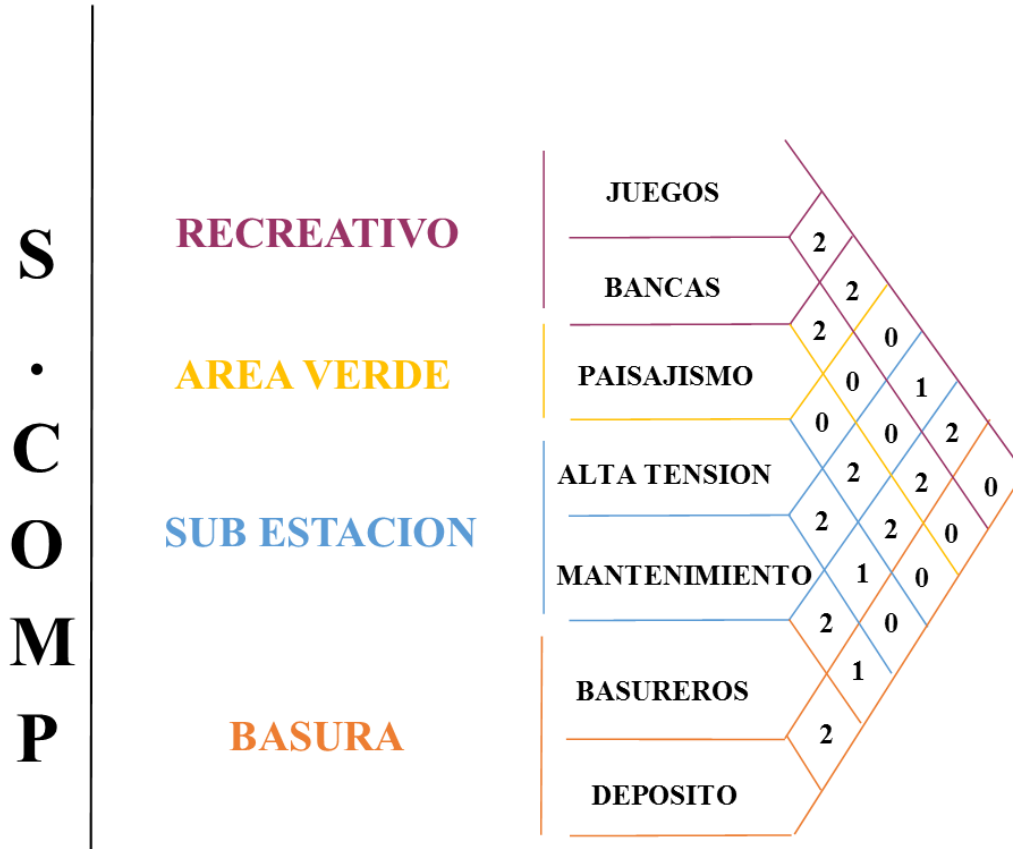 S
.
C
O
M
P
RECREATIVO
AREA VERDE
SUB ESTACION
BASURA
JUEGOS
BANCAS
PAISAJISMO
ALTA TENSION
MANTENIMIENTO
BASUREROS
DEPOSITO
2
2
2 0
0 1
0 0 2
2 2 0
2 2 0
1 0
2 0
1
2